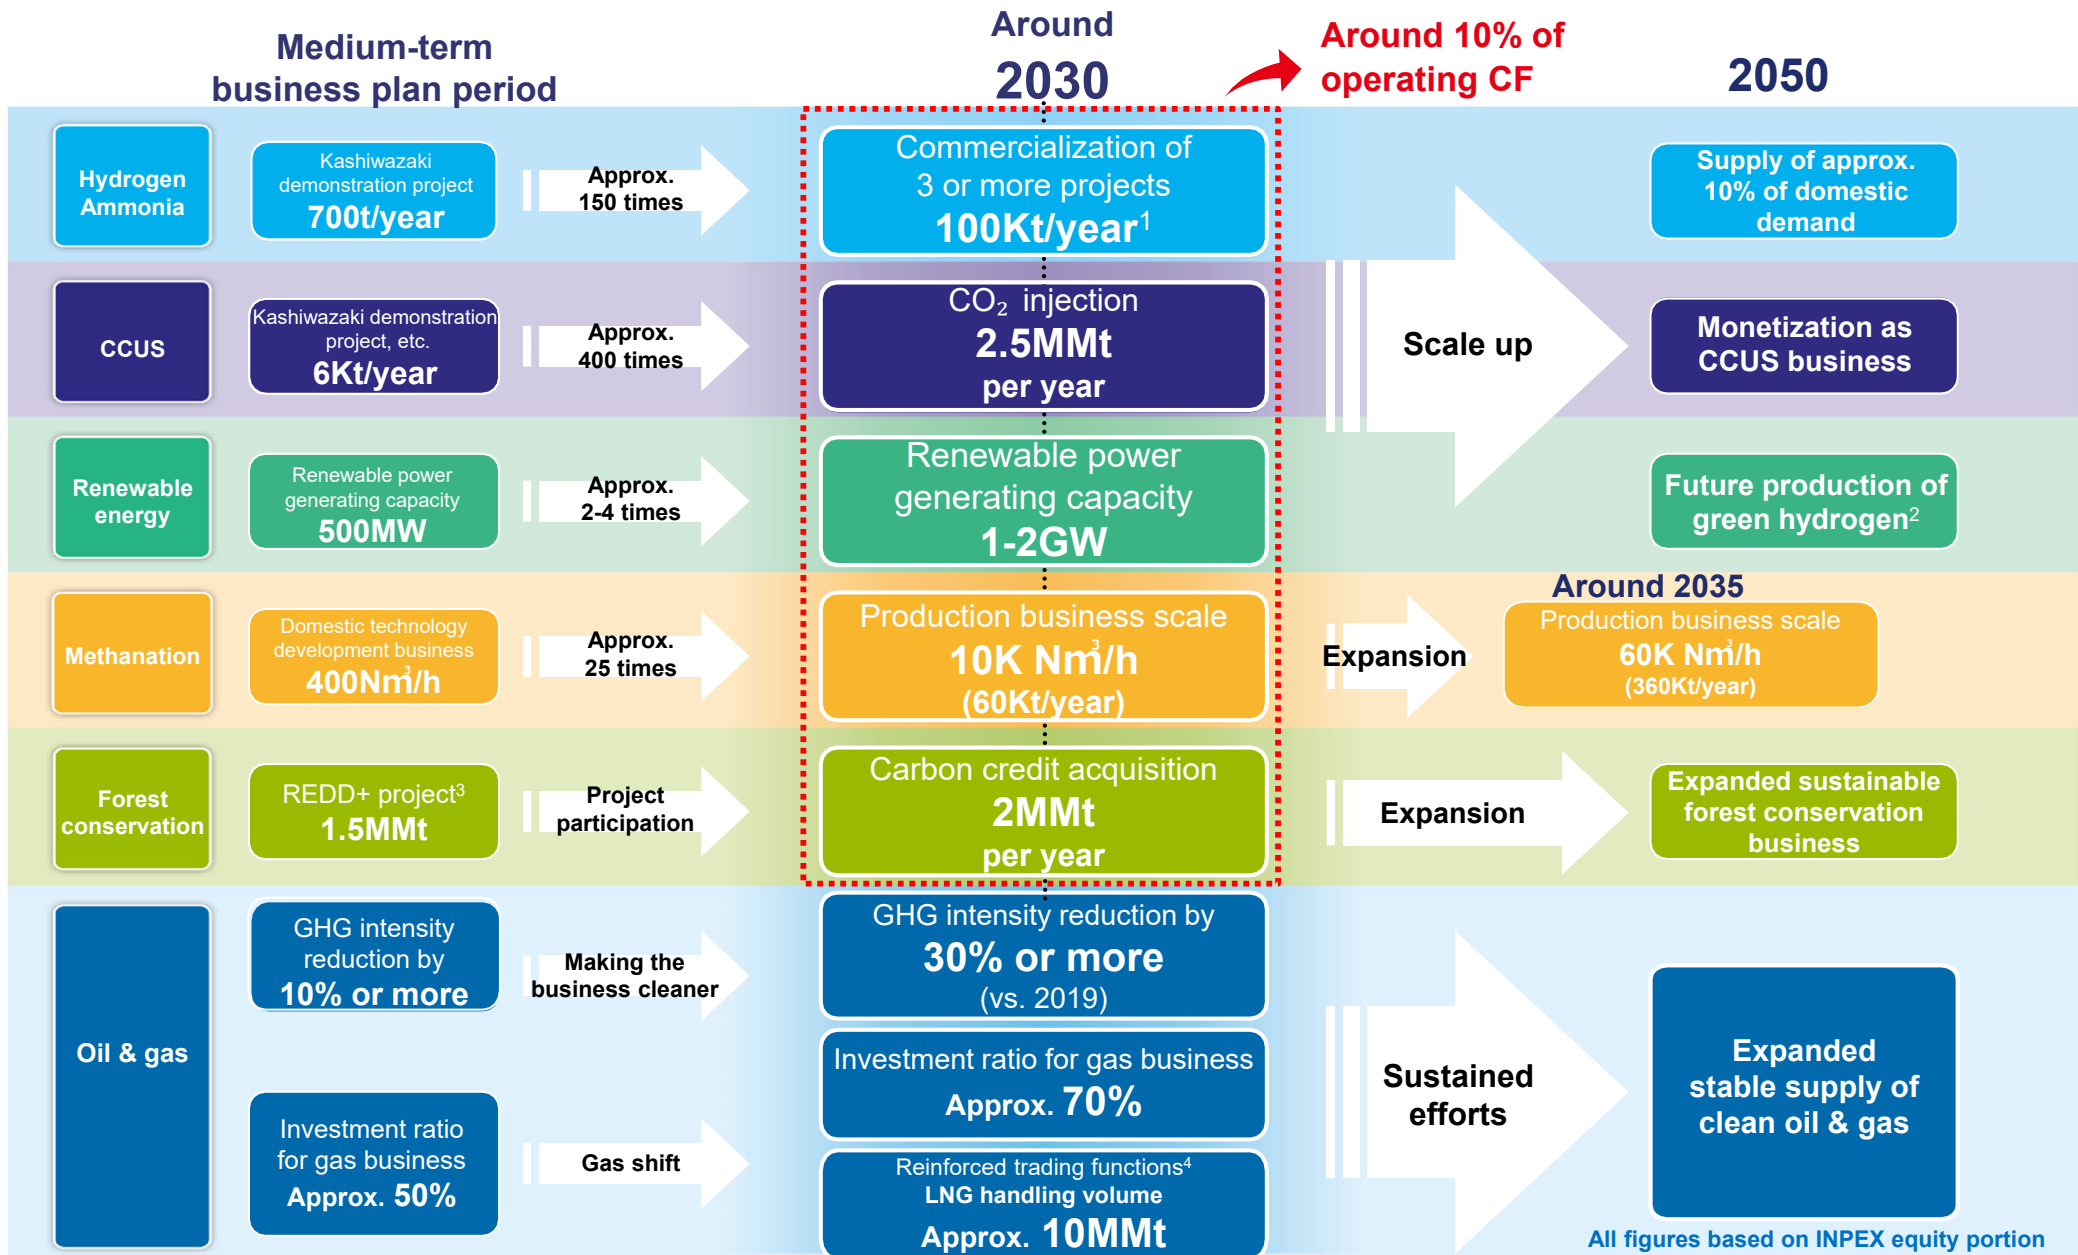 Medium-term
business plan period
Around
2030
Around 10% of
operating CF
2050
Hydrogen
Ammonia
Kashiwazaki
demonstration project
700t/year
Approx.
150 times
Commercialization of
3 or more projects
100Kt/year¹
Supply of approx.
10% of domestic
demand
CCUS
Kashiwazaki demonstration
project, etc.
6Kt/year
Approx.
400 times
CO₂ injection
2.5MMt
per year
Scale up
Monetization as
CCUS business
Renewable
energy
Renewable power
generating capacity
500MW
Approx.
2-4 times
Renewable power
generating capacity
1-2GW
Future production of
green hydrogen²
Methanation
Domestic technology
development business
400Nm³/h
Approx.
25 times
Production business scale
10K Nm³/h
(60Kt/year)
Expansion
Around 2035
Production business scale
60K Nm³/h
(360Kt/year)
Forest
conservation
REDD+ project³
1.5MMt
Project
participation
Carbon credit acquisition
2MMt
per year
Expansion
Expanded sustainable
forest conservation
business
Oil & gas
GHG intensity
reduction by
10% or more
Making the
business cleaner
GHG intensity reduction by
30% or more
(vs. 2019)
Investment ratio
for gas business
Approx. 50%
Gas shift
Investment ratio for gas business
Approx. 70%
Reinforced trading functions⁴
LNG handling volume
Approx. 10MMt
Sustained
efforts
Expanded
stable supply of
clean oil & gas
All figures based on INPEX equity portion